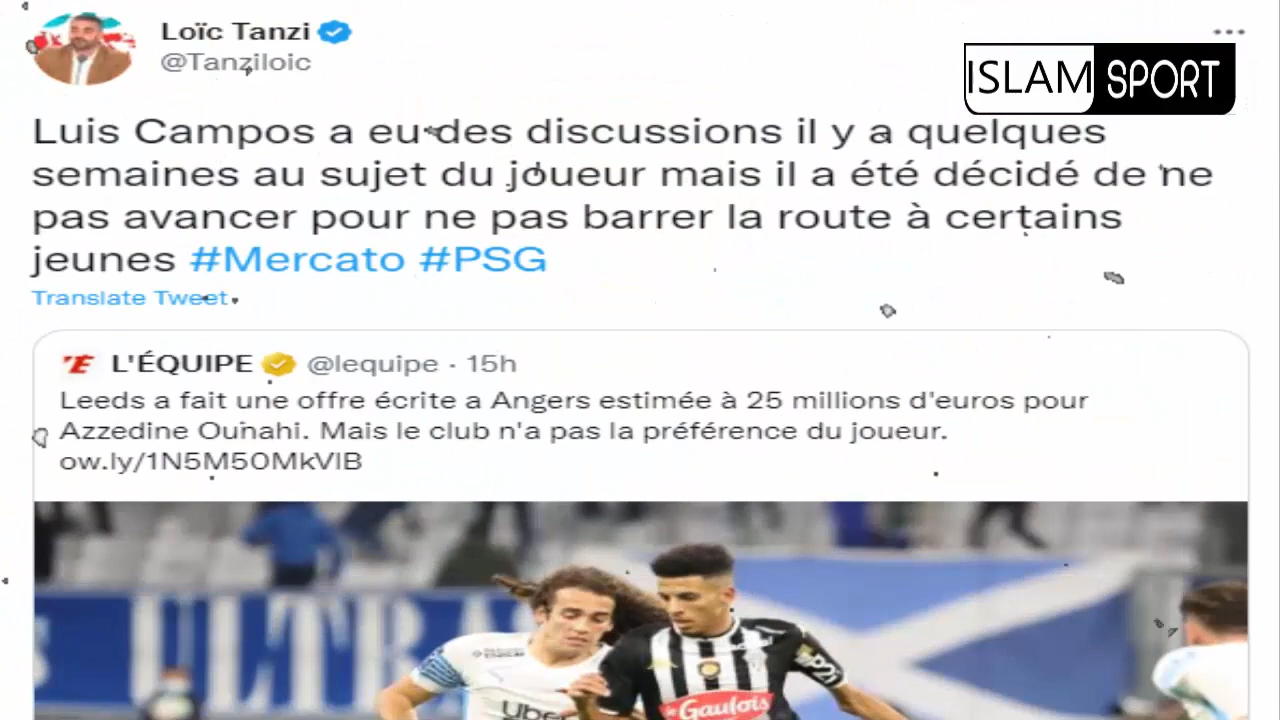 Loïc Tanzi
@Tanziloic
ISLAM SPORT
Luis Campos a eu des discussions il y a quelques
semaines au sujet du joueur mais il a été décidé de ne
pas avancer pour ne pas barrer la route à certains
jeunes #Mercato #PSG
Translate Tweet
L'ÉQUIPE @lequipe · 15h
Leeds a fait une offre écrite a Angers estimée à 25 millions d'euros pour
Azzedine Ounahi. Mais le club n'a pas la préférence du joueur.
ow.ly/1N5M50MkVlB
ULTRA
Uber
le Gaulois